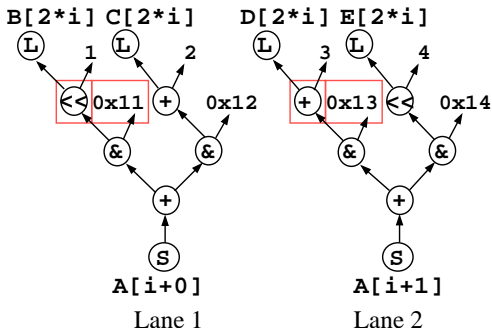 B[2*i] C[2*i] D[2*i] E[2*i]
L 1 L 2 L 3 L 4
<< 0x11 + 0x12 + 0x13 << 0x14
& & & &
+ +
S S
A[i+0] A[i+1]
Lane 1 Lane 2